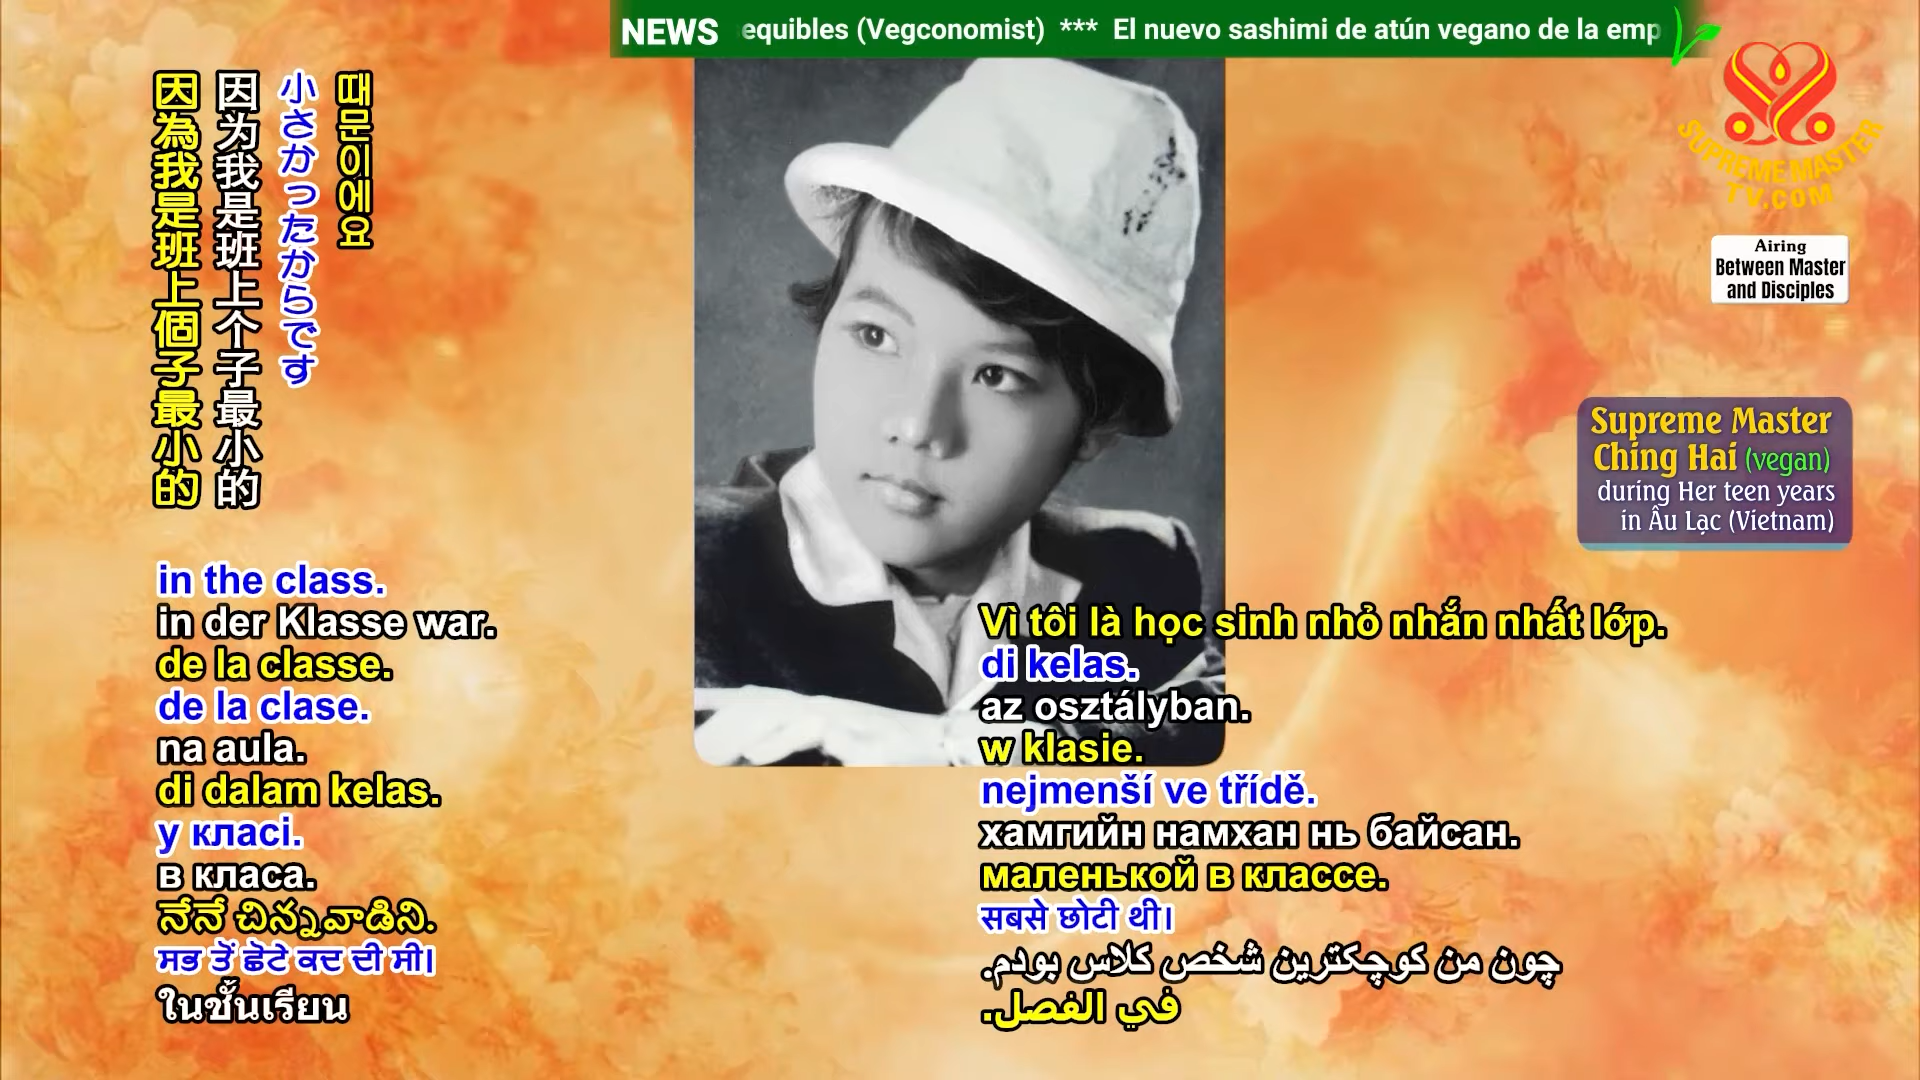 NEWS equibles (Vegconomist) *** El nuevo sashimi de atún vegano de la emp
SUPREME MASTER
TV.COM
Airing
Between Master
and Disciples
Supreme Master
Ching Hai (vegan)
during Her teen years
in Âu Lạc (Vietnam)
때문이에요
小さかったからです
因为我是班上个子最小的
因為我是班上個子最小的
in the class.
in der Klasse war.
de la classe.
de la clase.
na aula.
di dalam kelas.
у класі.
в класа.
నేనే చిన్నవాడిని.
ਸਭ ਤੋਂ ਛੋਟੇ ਕਦ ਦੀ ਸੀ।
ในชั้นเรียน
Vì tôi là học sinh nhỏ nhắn nhất lớp.
di kelas.
az osztályban.
w klasie.
nejmenší ve třídě.
хамгийн намхан нь байсан.
маленькой в классе.
सबसे छोटी थी।
چون من کوچکترین شخص کلاس بودم.
في الفصل.